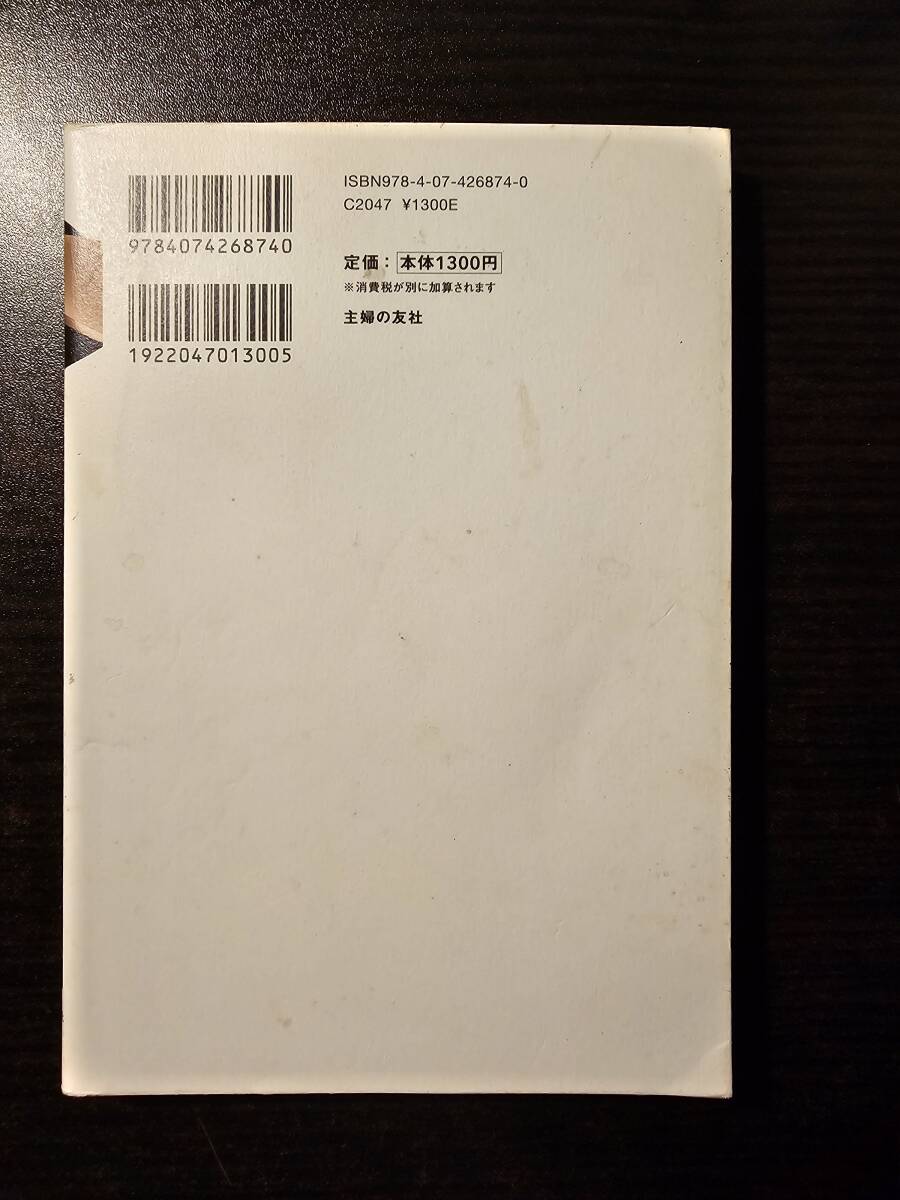 9784074268740
1922047013005
ISBN978-4-07-426874-0
C2047 ¥1300E
定価：本体1300円
※消費税が別に加算されます
主婦の友社